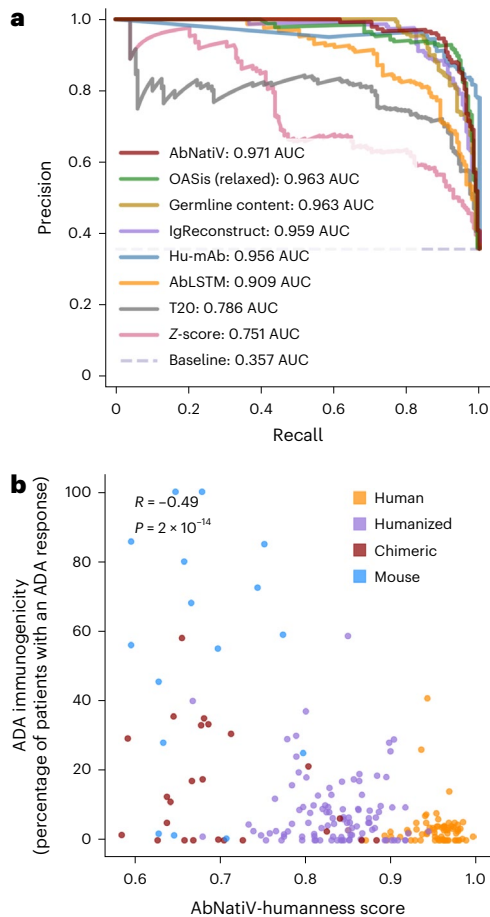 a
1.0
0.8
0.6
0.4
0.2
0
Precision
AbNatiV: 0.971 AUC
OASis (relaxed): 0.963 AUC
Germline content: 0.963 AUC
IgReconstruct: 0.959 AUC
Hu-mAb: 0.956 AUC
AbLSTM: 0.909 AUC
T20: 0.786 AUC
Z-score: 0.751 AUC
Baseline: 0.357 AUC
0 0.2 0.4 0.6 0.8 1.0
Recall
b
100
80
60
40
20
0
ADA immunogenicity
(percentage of patients with an ADA response)
R = −0.49
P = 2 × 10⁻¹⁴
Human
Humanized
Chimeric
Mouse
0.6 0.7 0.8 0.9 1.0
AbNatiV-humanness score